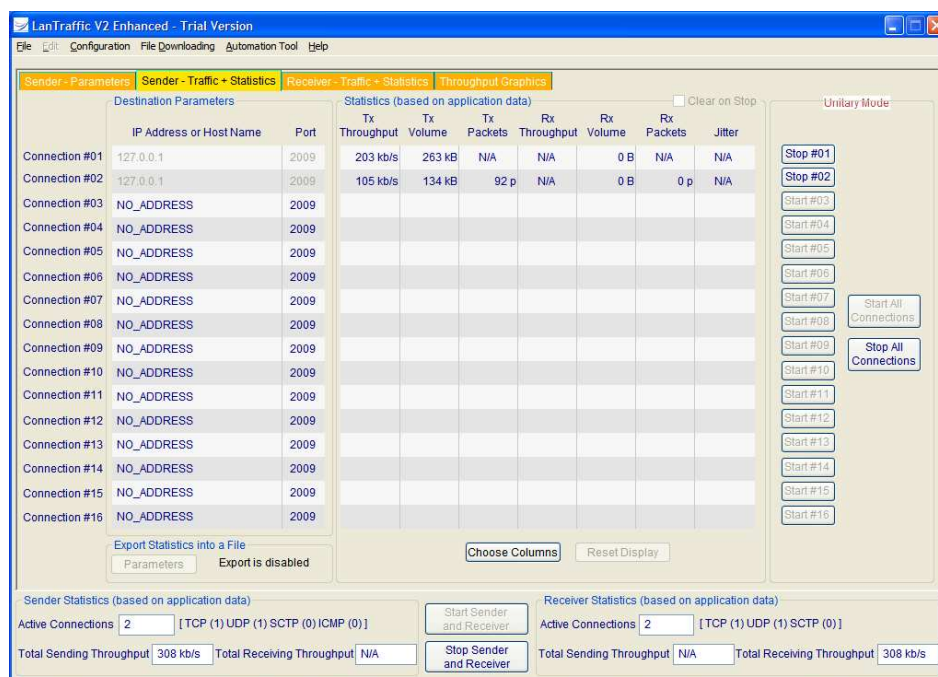 LanTraffic V2 Enhanced - Trial Version
File Edit Configuration File Downloading Automation Tool Help
Sender - Parameters Sender - Traffic + Statistics Receiver - Traffic + Statistics Throughput Graphics
Destination Parameters Statistics (based on application data) Clear on Stop Unitary Mode
Tx Tx Tx Rx Rx Rx
IP Address or Host Name Port Throughput Volume Packets Throughput Volume Packets Jitter
Connection #01 127.0.0.1 2009 203 kb/s 263 kB N/A N/A 0 B N/A N/A Stop #01
Connection #02 127.0.0.1 2009 105 kb/s 134 kB 92 p N/A 0 B 0 p N/A Stop #02
Connection #03 NO_ADDRESS 2009 Start #03
Connection #04 NO_ADDRESS 2009 Start #04
Connection #05 NO_ADDRESS 2009 Start #05
Connection #06 NO_ADDRESS 2009 Start #06
Connection #07 NO_ADDRESS 2009 Start #07
Start All
Connection #08 NO_ADDRESS 2009 Start #08 Connections
Connection #09 NO_ADDRESS 2009 Start #09 Stop All
Connections
Connection #10 NO_ADDRESS 2009 Start #10
Connection #11 NO_ADDRESS 2009 Start #11
Connection #12 NO_ADDRESS 2009 Start #12
Connection #13 NO_ADDRESS 2009 Start #13
Connection #14 NO_ADDRESS 2009 Start #14
Connection #15 NO_ADDRESS 2009 Start #15
Connection #16 NO_ADDRESS 2009 Start #16
Export Statistics into a File
Parameters Export is disabled Choose Columns Reset Display
Sender Statistics (based on application data) Receiver Statistics (based on application data)
Start Sender
and Receiver
Active Connections 2 [ TCP (1) UDP (1) SCTP (0) ICMP (0) ] Active Connections 2 [ TCP (1) UDP (1) SCTP (0) ]
Stop Sender
and Receiver
Total Sending Throughput 308 kb/s Total Receiving Throughput N/A Total Sending Throughput N/A Total Receiving Throughput 308 kb/s